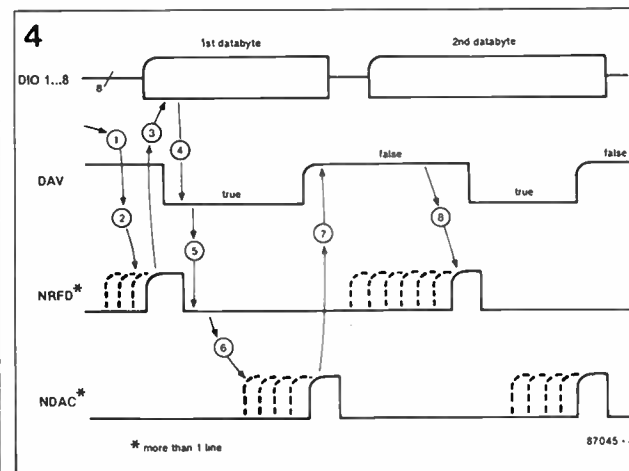 4
1st databyte
2nd databyte
DIO 1...8
8
3
1
4
false
false
DAV
true
true
2
8
7
5
NRFD*
6
NDAC*
* more than 1 line
87045 -